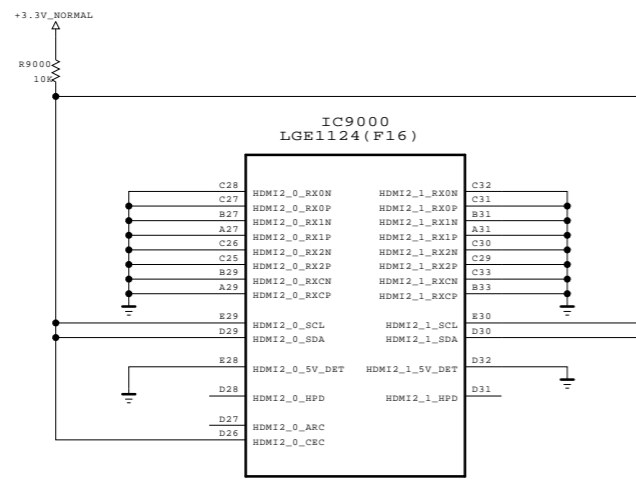 +3.3V_NORMAL
R9000
10K
IC9000
LGE1124(F16)
C28 HDMI2_0_RX0N HDMI2_1_RX0N C32
C27 HDMI2_0_RX0P HDMI2_1_RX0P C31
B27 HDMI2_0_RX1N HDMI2_1_RX1N B31
A27 HDMI2_0_RX1P HDMI2_1_RX1P A31
C26 HDMI2_0_RX2N HDMI2_1_RX2N C30
C25 HDMI2_0_RX2P HDMI2_1_RX2P C29
B29 HDMI2_0_RXCN HDMI2_1_RXCN C33
A29 HDMI2_0_RXCP HDMI2_1_RXCP B33
E29 HDMI2_0_SCL HDMI2_1_SCL E30
D29 HDMI2_0_SDA HDMI2_1_SDA D30
E28 HDMI2_0_5V_DET HDMI2_1_5V_DET D32
D28 HDMI2_0_HPD HDMI2_1_HPD D31
D27 HDMI2_0_ARC
D26 HDMI2_0_CEC